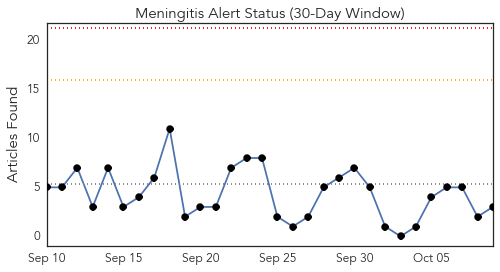 Meningitis Alert Status (30-Day Window)
Articles Found
20
15
10
5
0
Sep 10 Sep 15 Sep 20 Sep 25 Sep 30 Oct 05